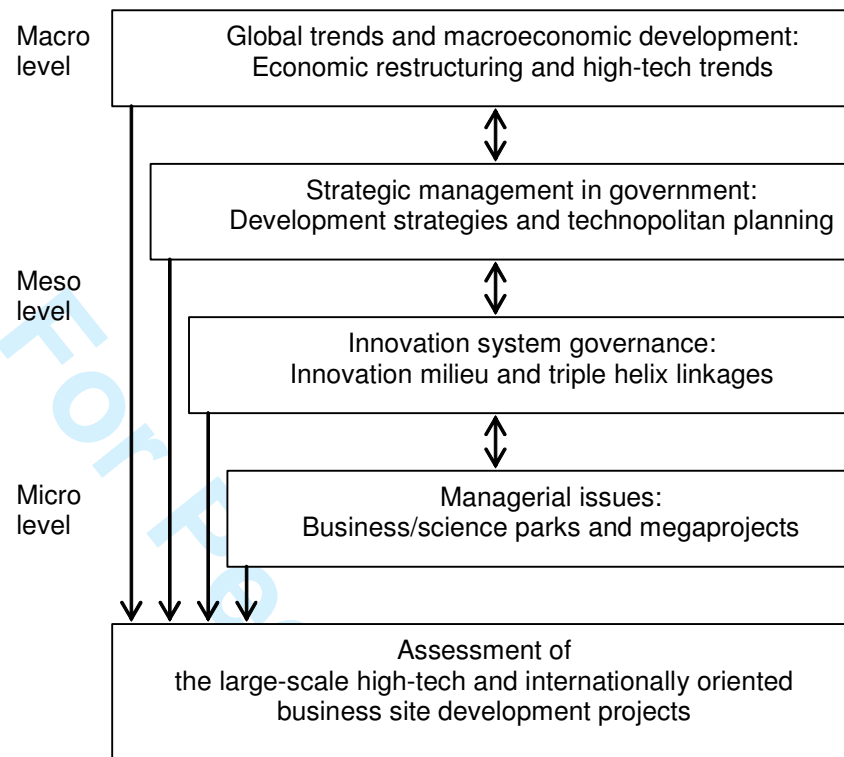 Macro
level
Global trends and macroeconomic development:
Economic restructuring and high-tech trends
Strategic management in government:
Development strategies and technopolitan planning
Meso
level
Innovation system governance:
Innovation milieu and triple helix linkages
Micro
level
Managerial issues:
Business/science parks and megaprojects
Assessment of
the large-scale high-tech and internationally oriented
business site development projects
For Pee